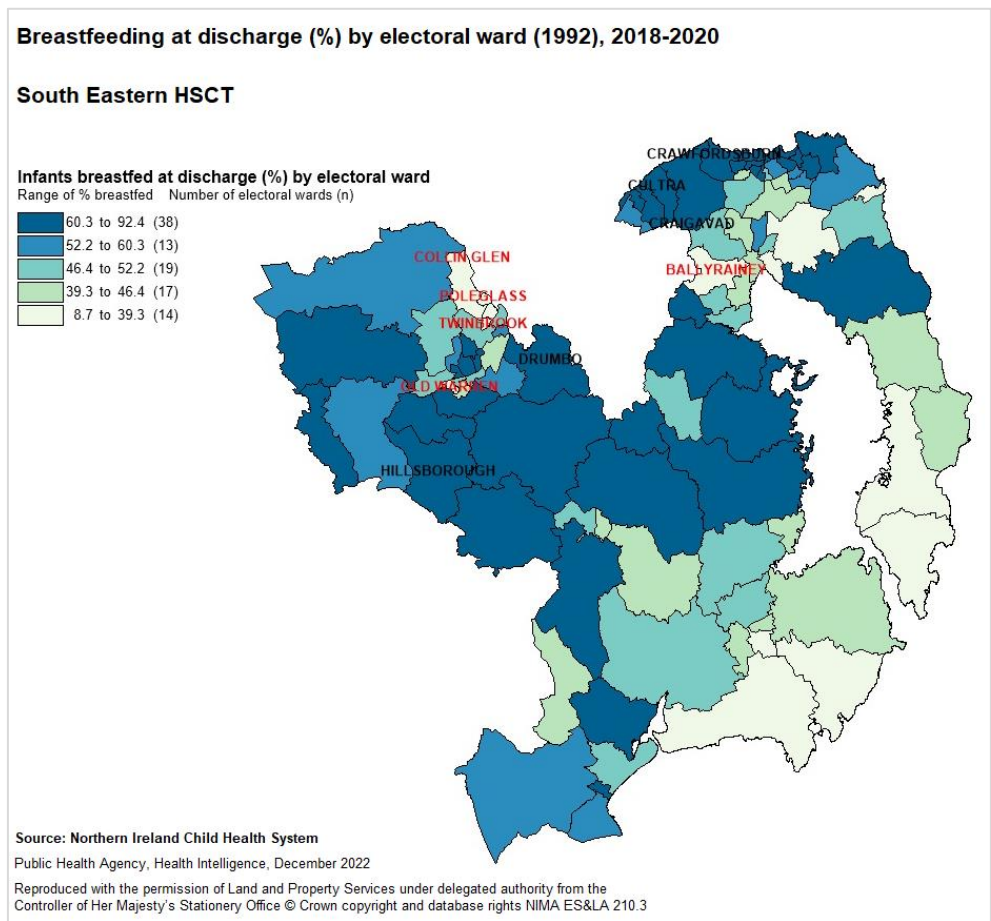 Breastfeeding at discharge (%) by electoral ward (1992), 2018-2020
South Eastern HSCT
Infants breastfed at discharge (%) by electoral ward
Range of % breastfed Number of electoral wards (n)
60.3 to 92.4 (38)
52.2 to 60.3 (13)
46.4 to 52.2 (19)
39.3 to 46.4 (17)
8.7 to 39.3 (14)
CRAWFORDSBURN
CULTRA
CRAIGAVAD
COLLIN GLEN
BALLYRAINEY
POLEGLASS
TWINBROOK
DRUMBO
OLD WARREN
HILLSBOROUGH
Source: Northern Ireland Child Health System
Public Health Agency, Health Intelligence, December 2022
Reproduced with the permission of Land and Property Services under delegated authority from the
Controller of Her Majesty's Stationery Office © Crown copyright and database rights NIMA ES&LA 210.3